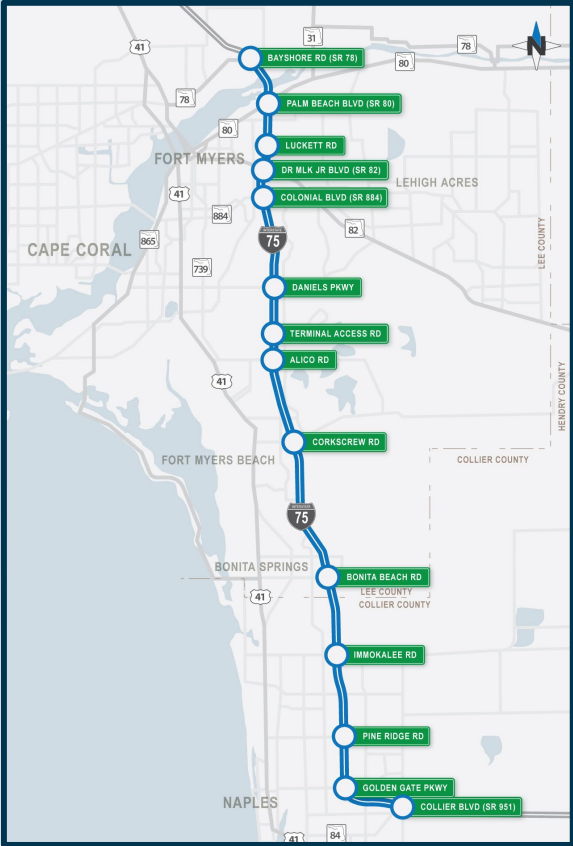 31
41
78
N
BAYSHORE RD (SR 78)
80
78
PALM BEACH BLVD (SR 80)
80
LUCKETT RD
FORT MYERS
DR MLK JR BLVD (SR 82)
LEHIGH ACRES
41
COLONIAL BLVD (SR 884)
884
82
865
INTERSTATE
75
CAPE CORAL
LEE COUNTY
739
DANIELS PKWY
TERMINAL ACCESS RD
ALICO RD
41
HENDRY COUNTY
CORKSCREW RD
FORT MYERS BEACH
COLLIER COUNTY
INTERSTATE
75
BONITA SPRINGS
BONITA BEACH RD
LEE COUNTY
41
COLLIER COUNTY
IMMOKALEE RD
PINE RIDGE RD
GOLDEN GATE PKWY
NAPLES
COLLIER BLVD (SR 951)
84
41